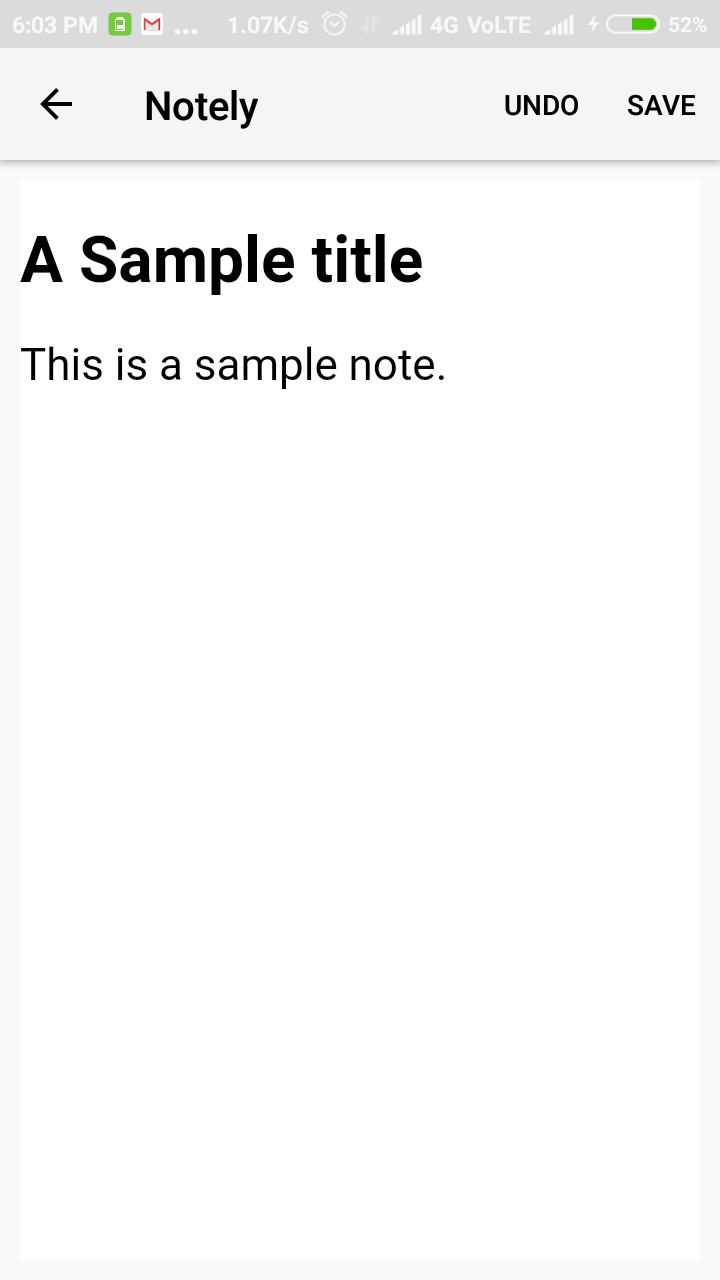 6:03 PM ... 1.07K/s 4G VoLTE 52%
Notely UNDO SAVE
A Sample title
This is a sample note.